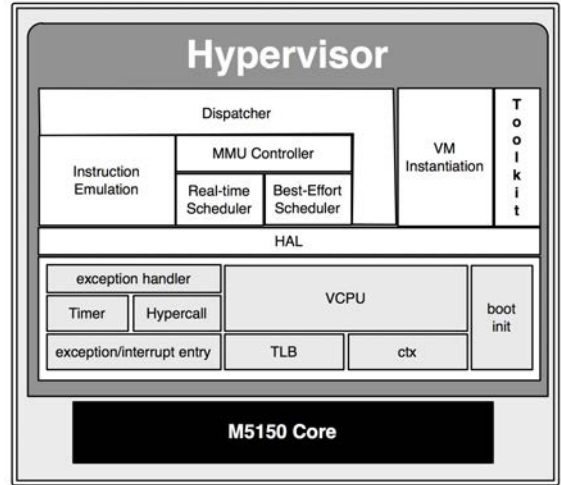 Hypervisor
Dispatcher
MMU Controller
Instruction
Emulation
Real-time
Scheduler
Best-Effort
Scheduler
VM
Instantiation
Toolkit
HAL
exception handler
Timer
Hypercall
exception/interrupt entry
VCPU
TLB
ctx
boot
init
M5150 Core